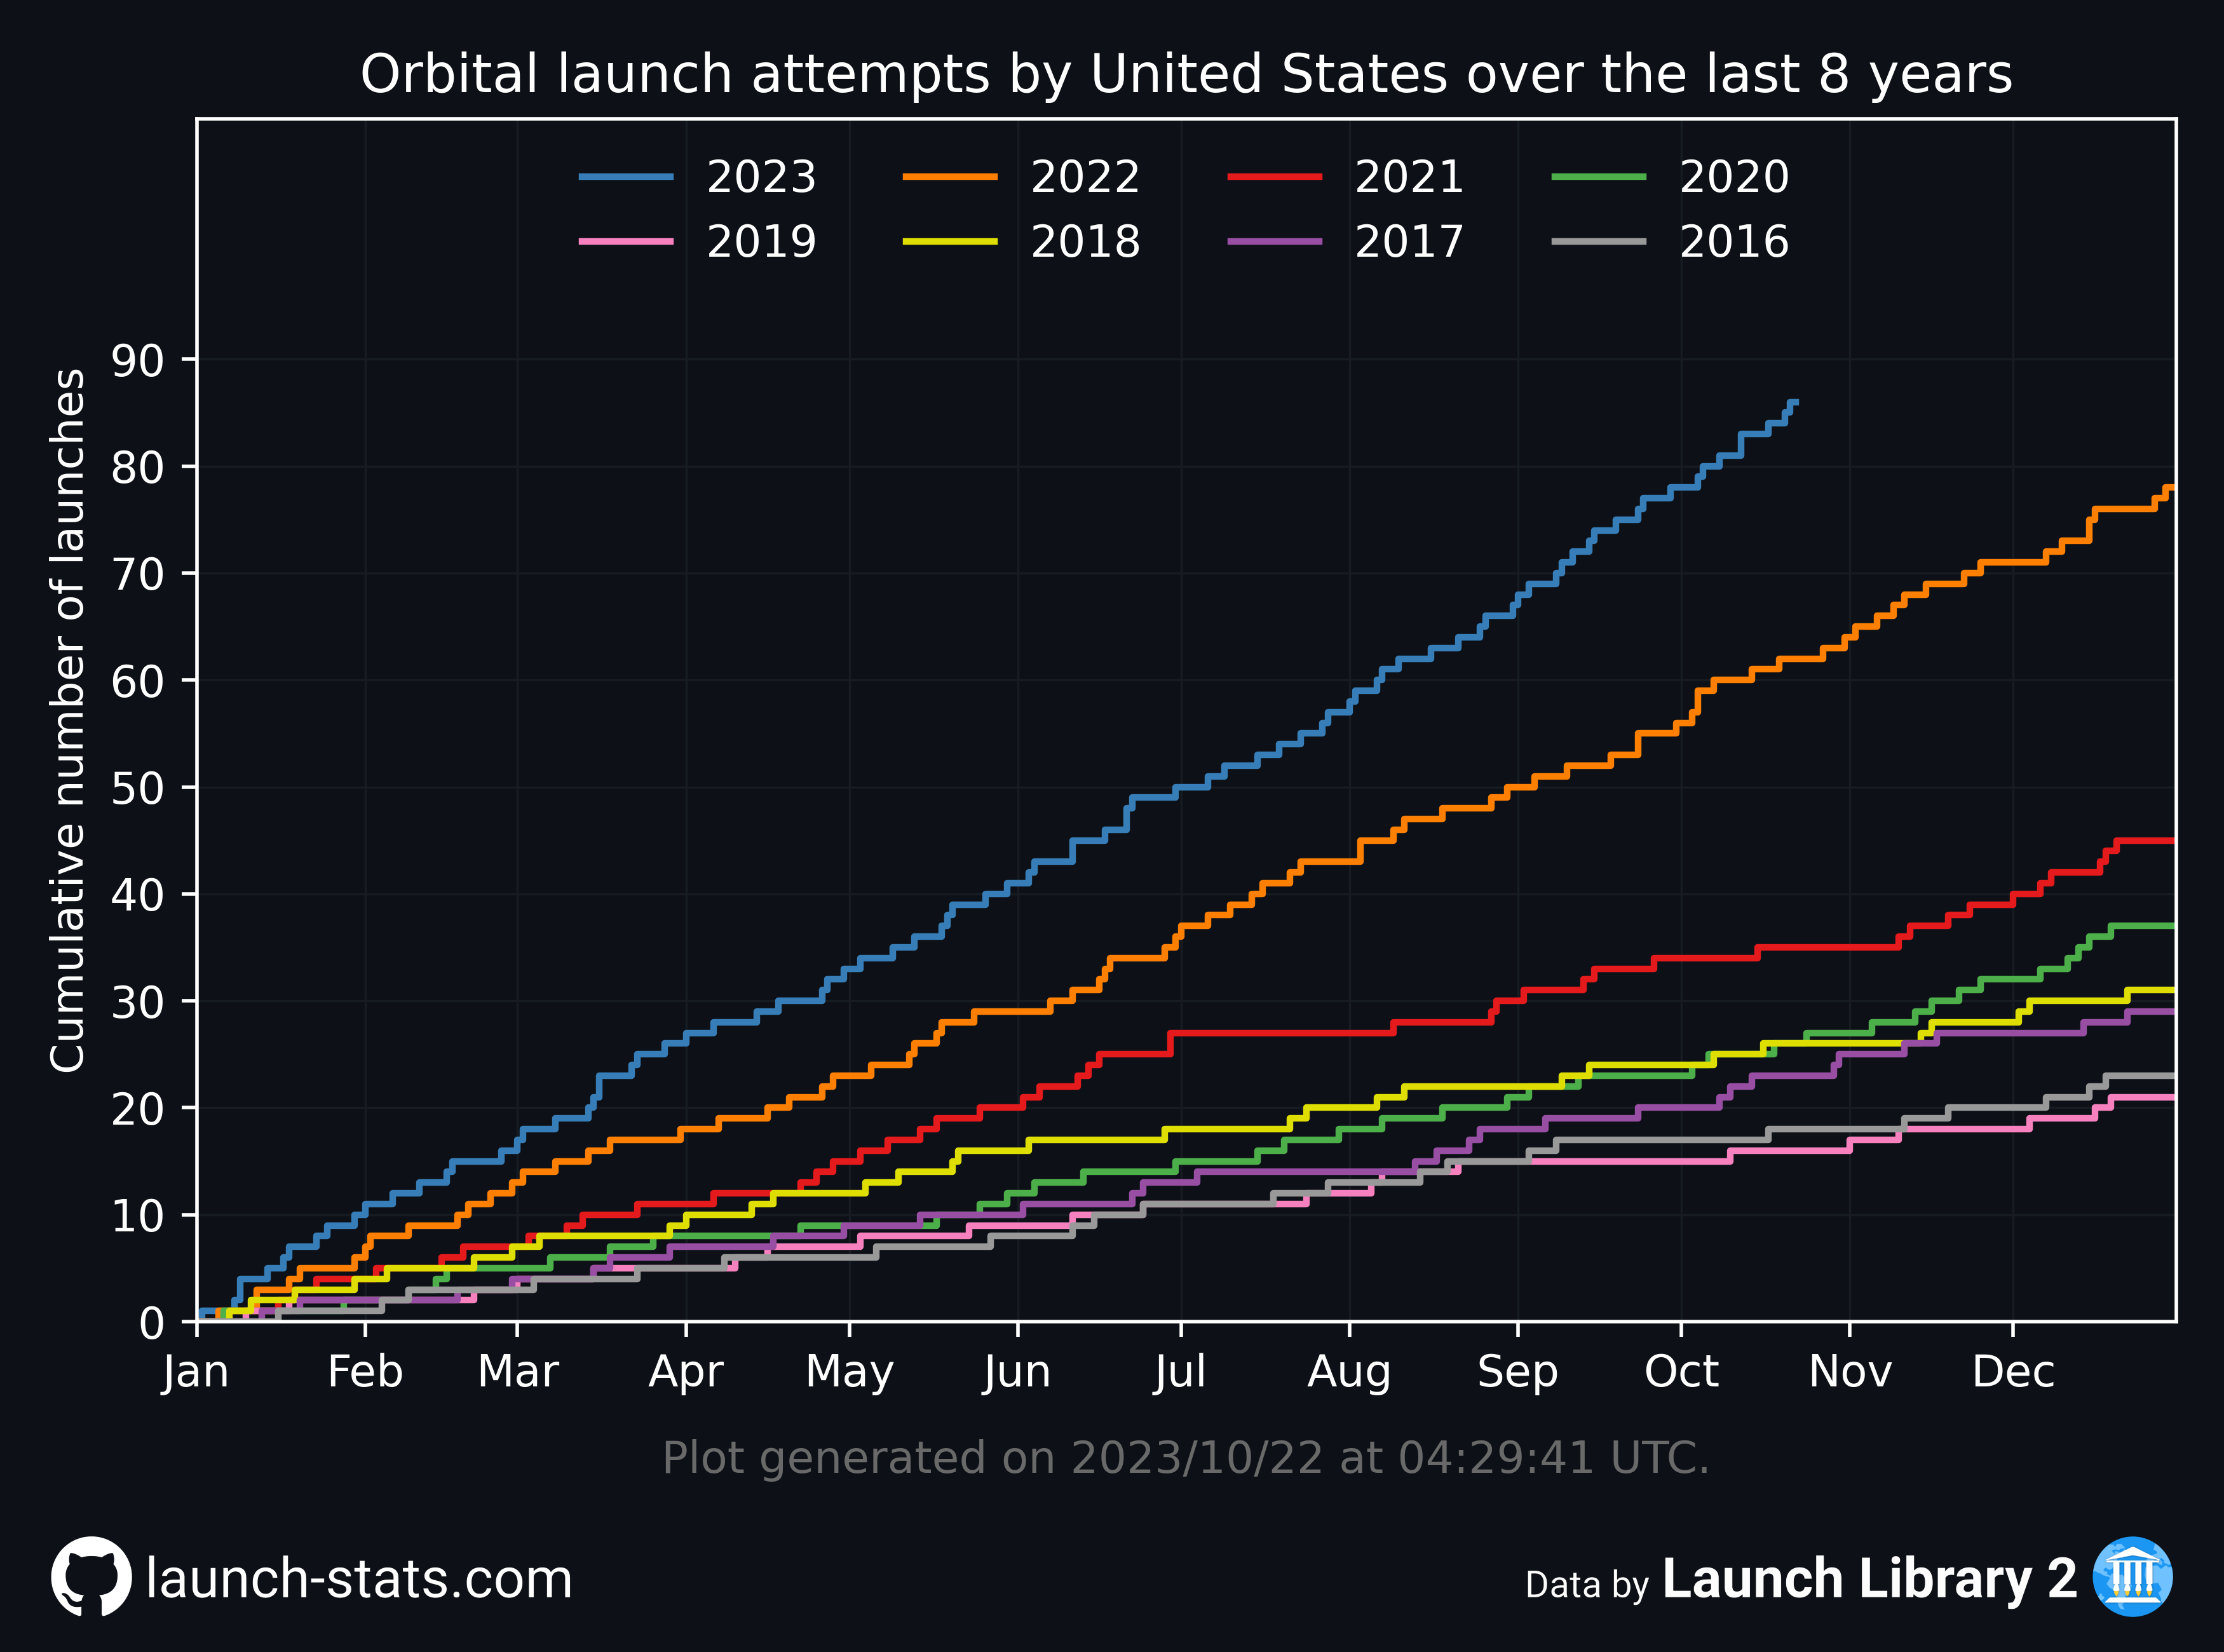 Orbital launch attempts by United States over the last 8 years
2023 2022 2021 2020
2019 2018 2017 2016
Cumulative number of launches
90
80
70
60
50
40
30
20
10
0
Jan Feb Mar Apr May Jun Jul Aug Sep Oct Nov Dec
Plot generated on 2023/10/22 at 04:29:41 UTC.
launch-stats.com
Data by Launch Library 2